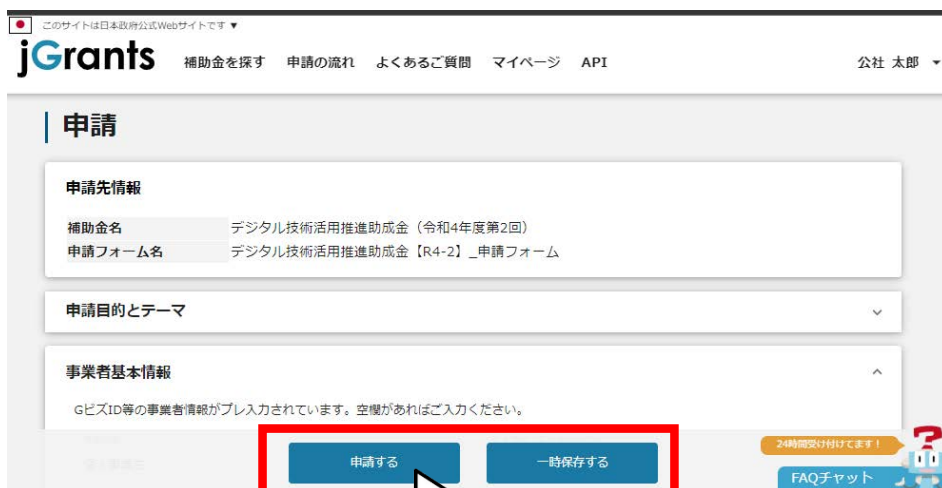 このサイトは日本政府公式Webサイトです ▼
jGrants 補助金を探す 申請の流れ よくあるご質問 マイページ API 公社 太郎
申請
申請先情報
補助金名 デジタル技術活用推進助成金（令和4年度第2回）
申請フォーム名 デジタル技術活用推進助成金【R4-2】_申請フォーム
申請目的とテーマ
事業者基本情報
GビズID等の事業者情報がプレ入力されています。空欄があればご入力ください。
申請する 一時保存する
24時間受け付けてます！
FAQチャット